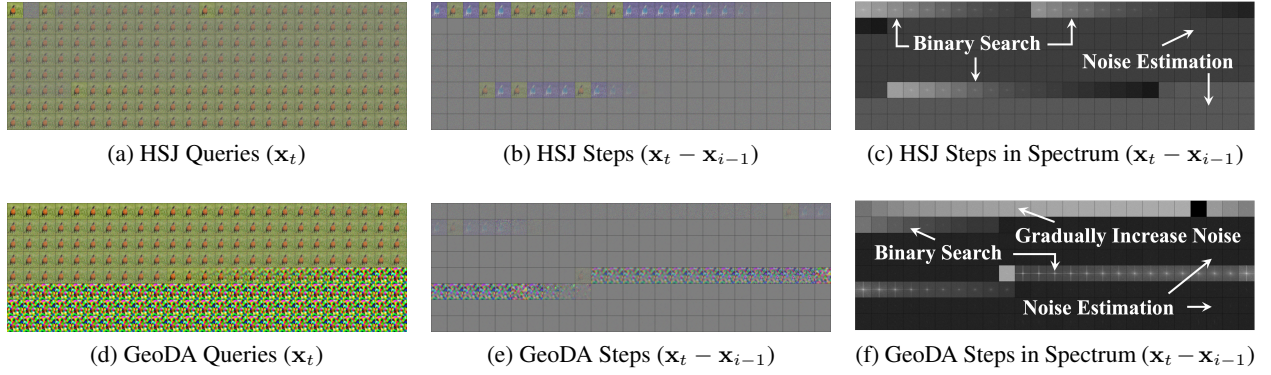 Binary Search
Noise Estimation
(a) HSJ Queries (x_t)
(b) HSJ Steps (x_t − x_{i−1})
(c) HSJ Steps in Spectrum (x_t − x_{i−1})
Gradually Increase Noise
Binary Search
Noise Estimation
(d) GeoDA Queries (x_t)
(e) GeoDA Steps (x_t − x_{i−1})
(f) GeoDA Steps in Spectrum (x_t − x_{i−1})